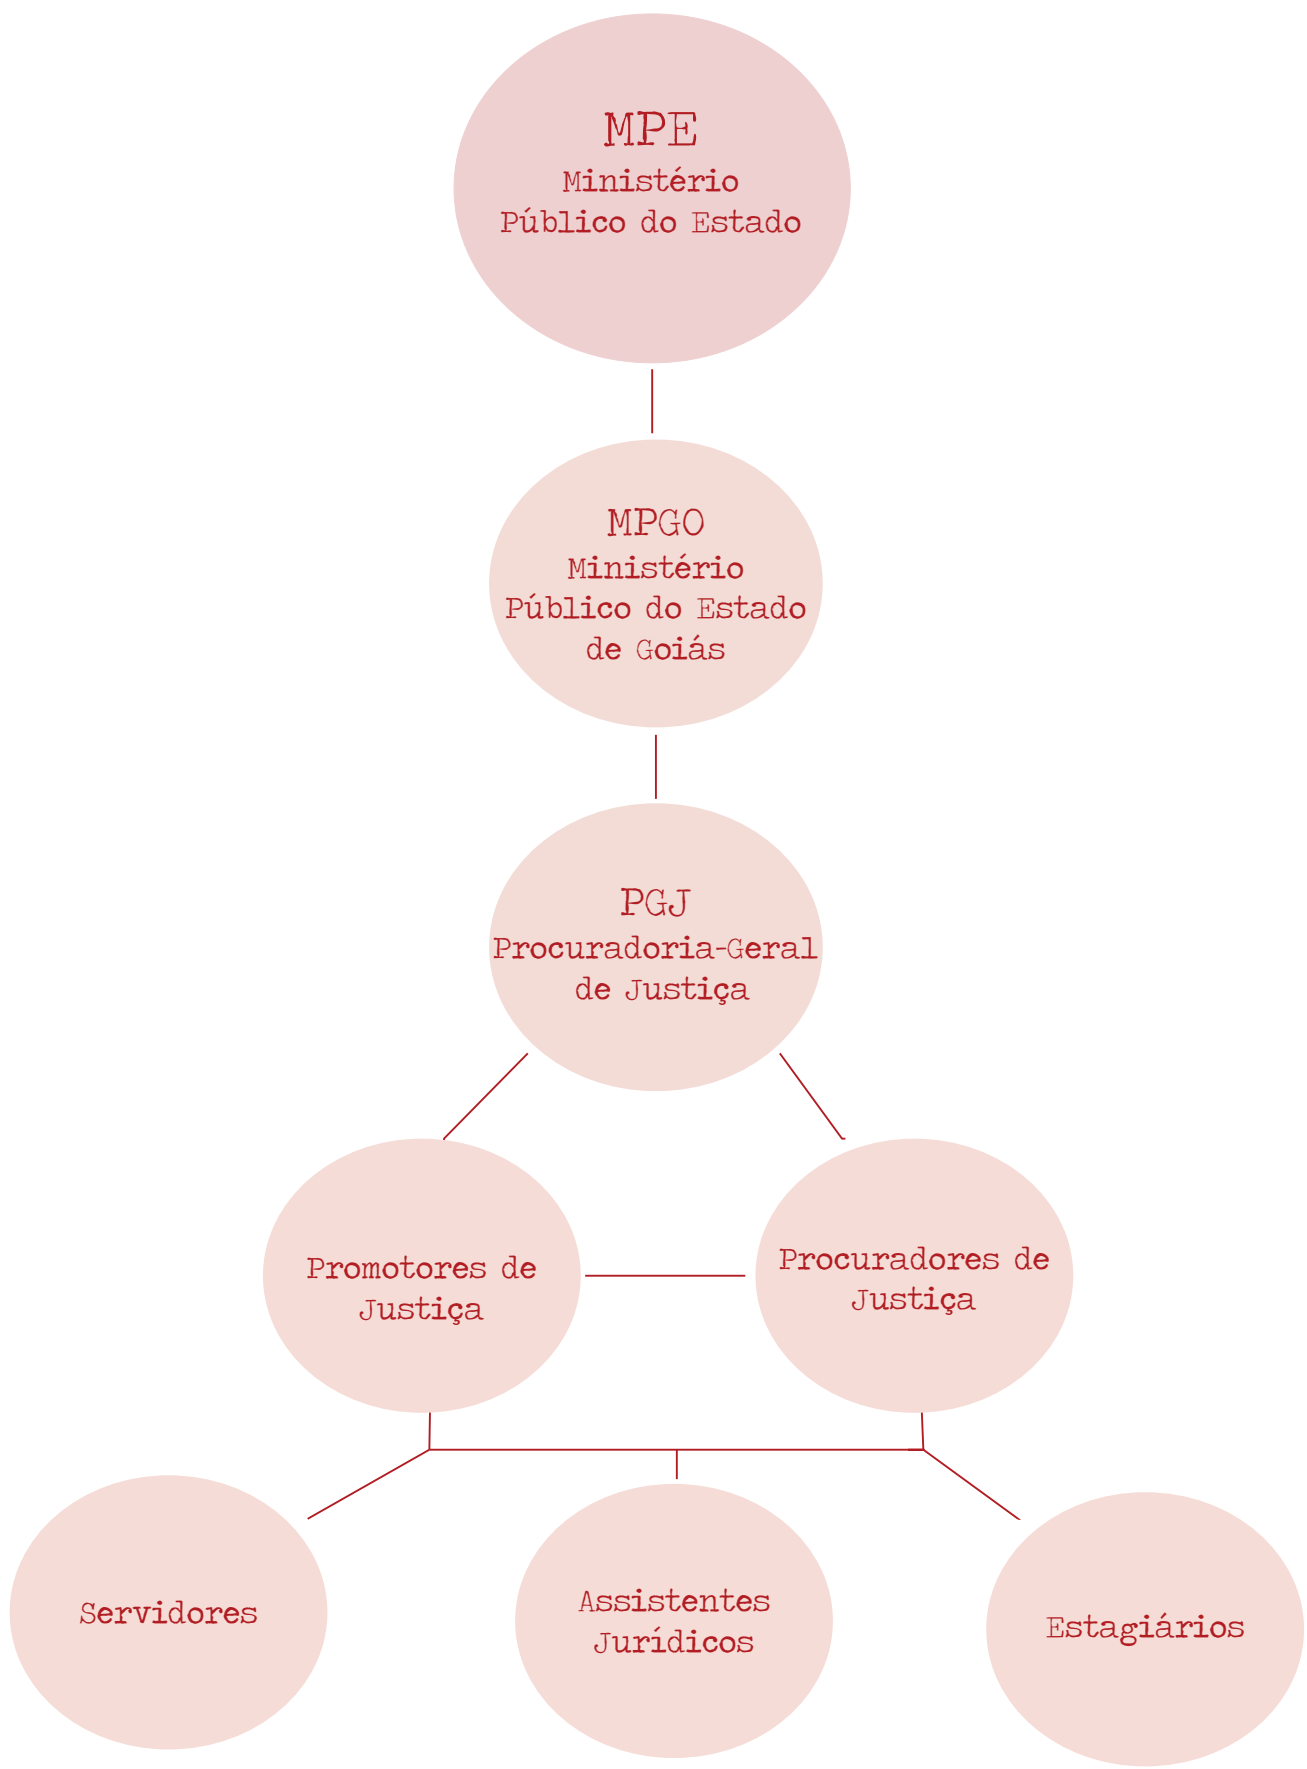 MPE
Ministério
Público do Estado
MPGO
Ministério
Público do Estado
de Goiás
PGJ
Procuradoria-Geral
de Justiça
Promotores de
Justiça
Procuradores de
Justiça
Servidores
Assistentes
Jurídicos
Estagiários